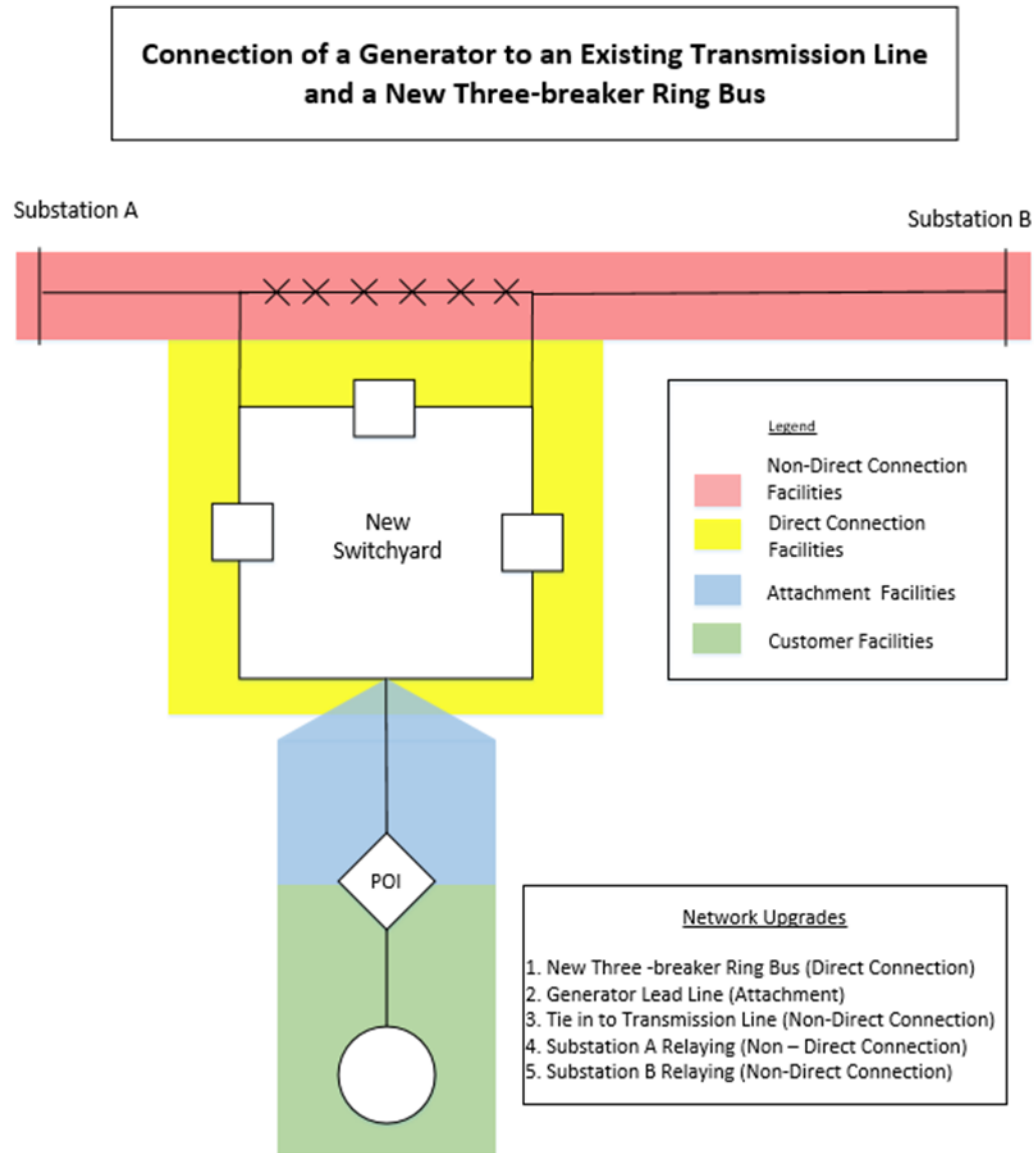 Connection of a Generator to an Existing Transmission Line
and a New Three-breaker Ring Bus
Substation A
Substation B
New
Switchyard
Legend
Non-Direct Connection
Facilities
Direct Connection
Facilities
Attachment Facilities
Customer Facilities
POI
Network Upgrades
1. New Three -breaker Ring Bus (Direct Connection)
2. Generator Lead Line (Attachment)
3. Tie in to Transmission Line (Non-Direct Connection)
4. Substation A Relaying (Non – Direct Connection)
5. Substation B Relaying (Non-Direct Connection)